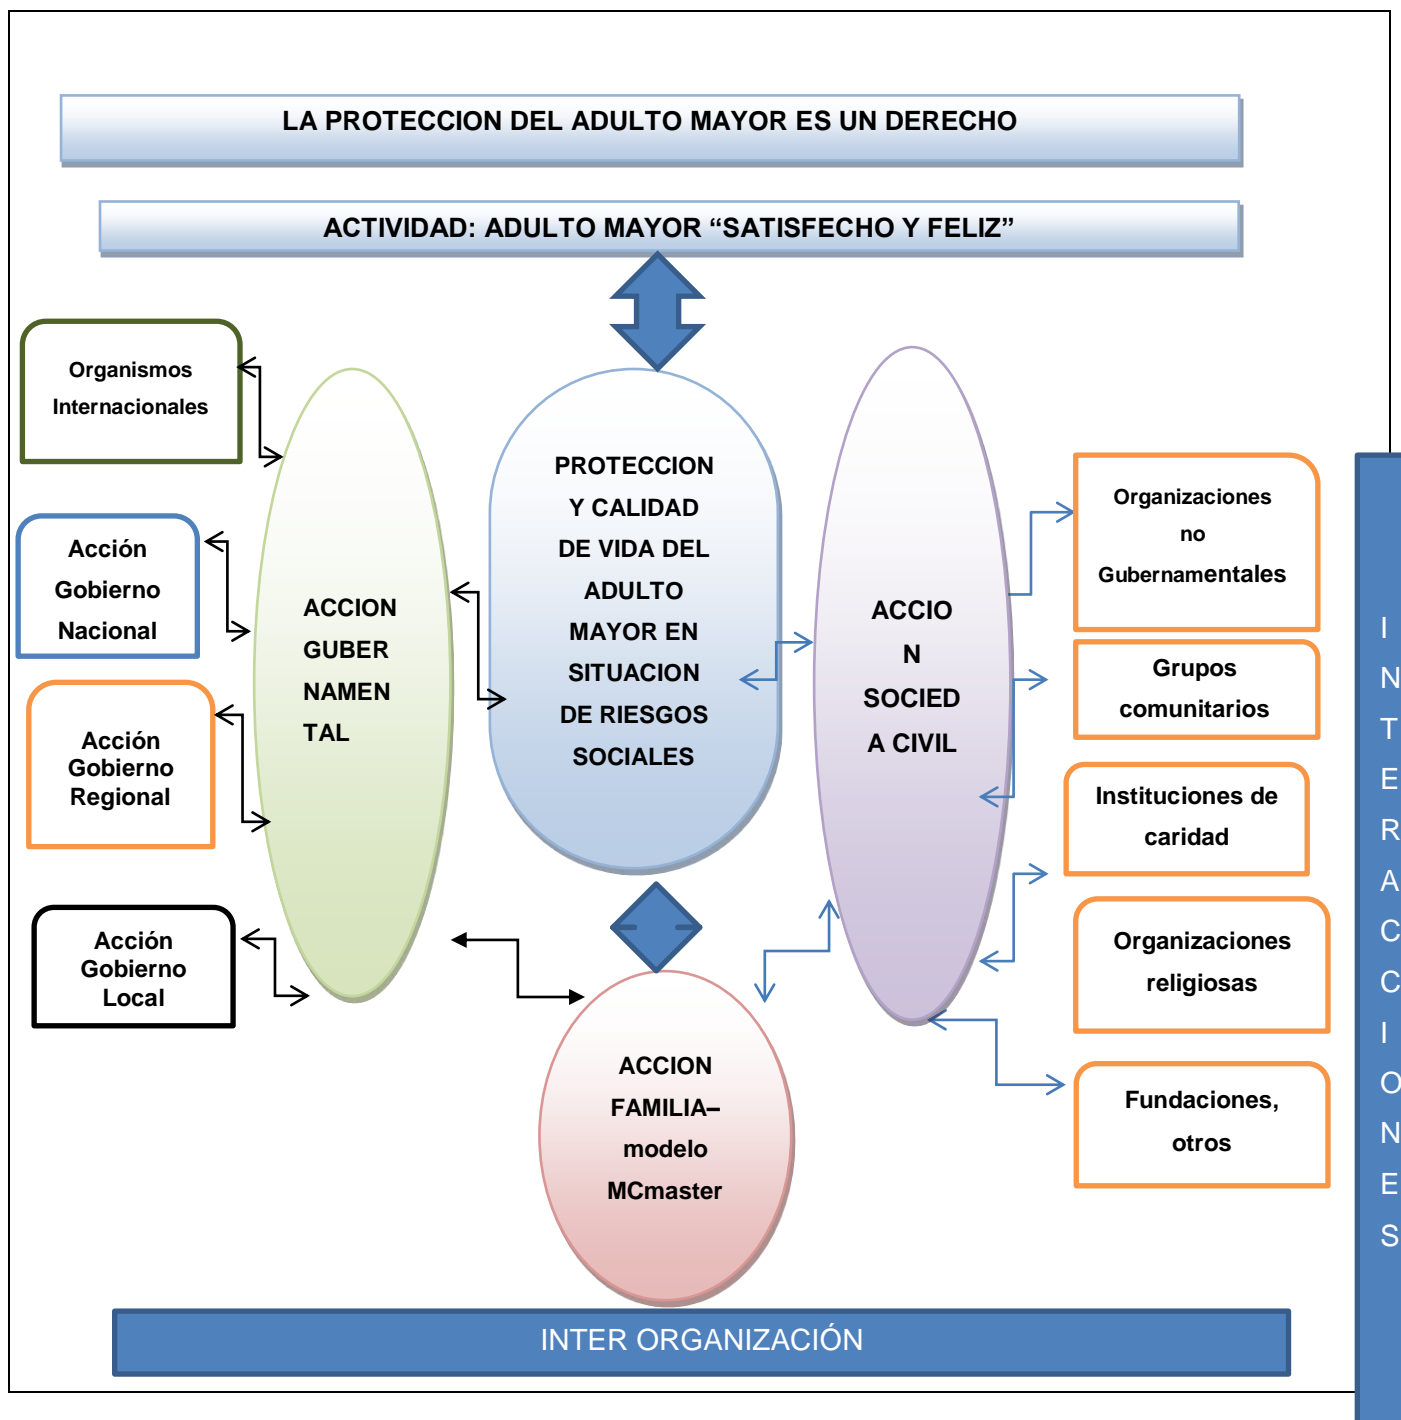 LA PROTECCION DEL ADULTO MAYOR ES UN DERECHO
ACTIVIDAD: ADULTO MAYOR “SATISFECHO Y FELIZ”
Organismos
Internacionales
Acción
Gobierno
Nacional
Acción
Gobierno
Regional
Acción
Gobierno
Local
ACCION
GUBER
NAMEN
TAL
PROTECCION
Y CALIDAD
DE VIDA DEL
ADULTO
MAYOR EN
SITUACION
DE RIESGOS
SOCIALES
ACCION
FAMILIA–
modelo
MCmaster
ACCIO
N
SOCIED
A CIVIL
Organizaciones
no
Gubernamentales
Grupos
comunitarios
Instituciones de
caridad
Organizaciones
religiosas
Fundaciones,
otros
I
N
T
E
R
A
C
C
I
O
N
E
S
INTER ORGANIZACIÓN